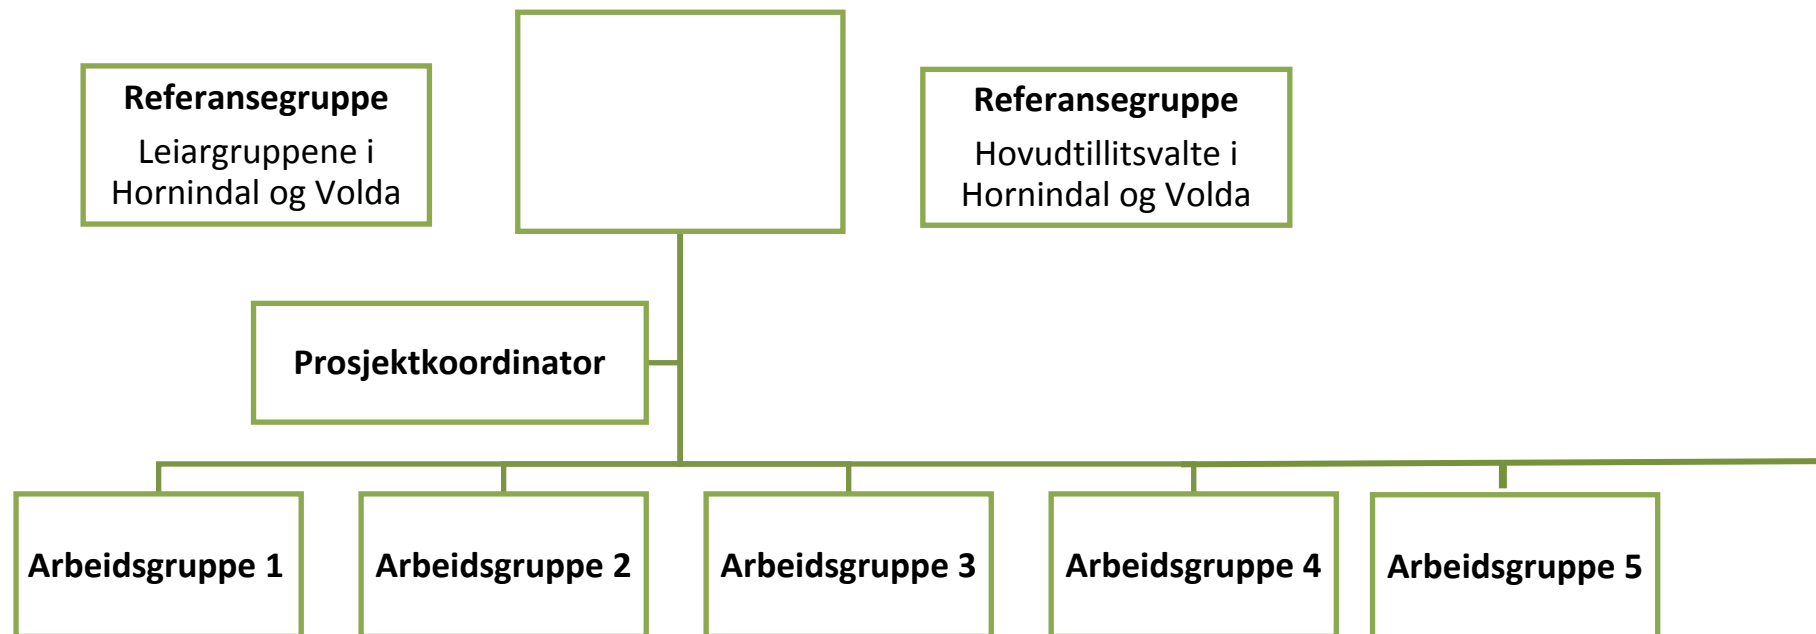 Referansegruppe
Leiargruppene i
Hornindal og Volda
Referansegruppe
Hovudtillitsvalte i
Hornindal og Volda
Prosjektkoordinator
Arbeidsgruppe 1
Arbeidsgruppe 2
Arbeidsgruppe 3
Arbeidsgruppe 4
Arbeidsgruppe 5